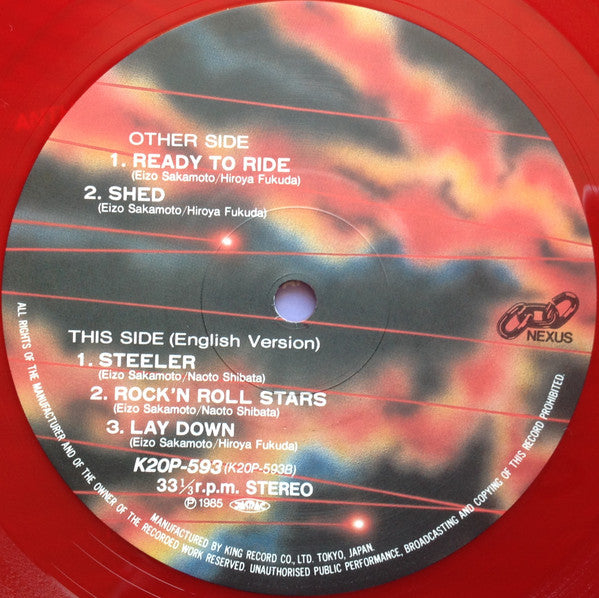 OTHER SIDE
1. READY TO RIDE
(Eizo Sakamoto/Hiroya Fukuda)
2. SHED
(Eizo Sakamoto/Hiroya Fukuda)
NEXUS
THIS SIDE (English Version)
1. STEELER
(Eizo Sakamoto/Naoto Shibata)
2. ROCK'N ROLL STARS
(Eizo Sakamoto/Naoto Shibata)
3. LAY DOWN
(Eizo Sakamoto/Hiroya Fukuda)
K20P-593 (K20P-593B)
33 1/3 r.p.m. STEREO
Ⓟ1985
MANUFACTURED BY KING RECORD CO., LTD. TOKYO, JAPAN.
ALL RIGHTS OF THE MANUFACTURER AND OF THE OWNER OF THE RECORDED WORK RESERVED. UNAUTHORISED PUBLIC PERFORMANCE, BROADCASTING AND COPYING OF THIS RECORD PROHIBITED.